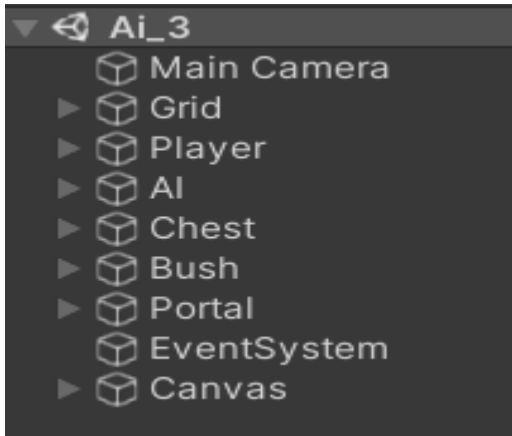 Ai_3
Main Camera
Grid
Player
AI
Chest
Bush
Portal
EventSystem
Canvas